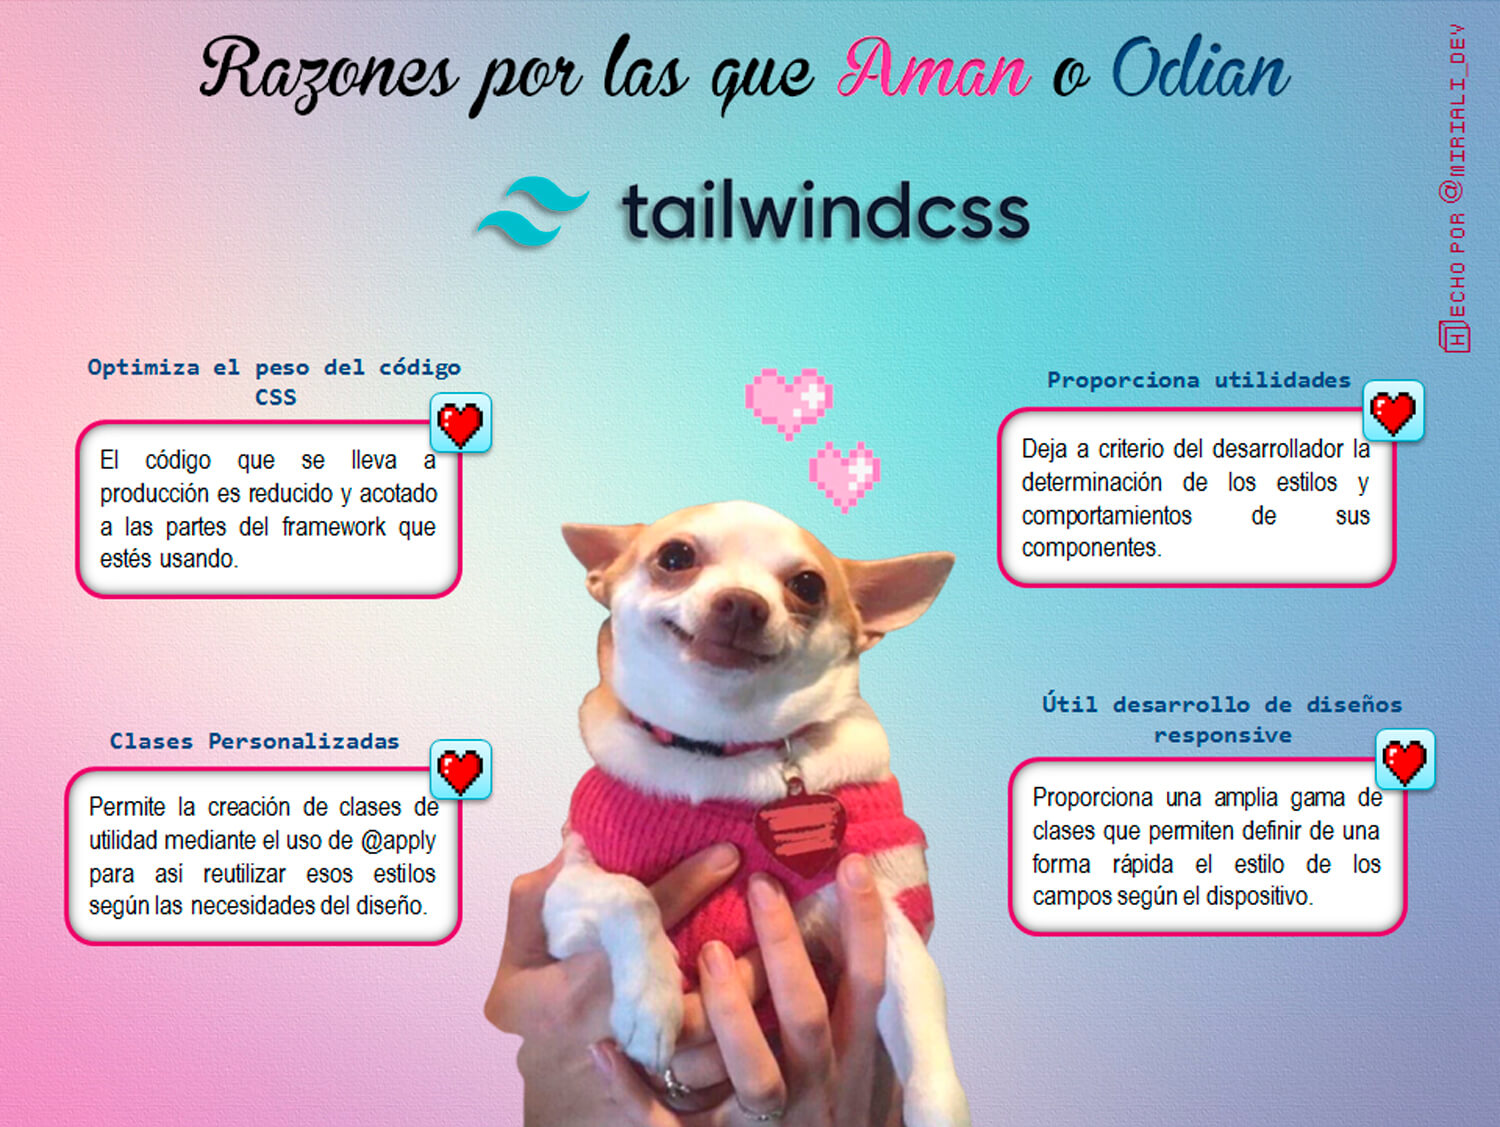 Razones por las que Aman o Odian
tailwindcss
HECHO POR @MIRIALI_DEV
Optimiza el peso del código
CSS
El código que se lleva a
producción es reducido y acotado
a las partes del framework que
estés usando.
Proporciona utilidades
Deja a criterio del desarrollador la
determinación de los estilos y
comportamientos de sus
componentes.
Clases Personalizadas
Permite la creación de clases de
utilidad mediante el uso de @apply
para así reutilizar esos estilos
según las necesidades del diseño.
Útil desarrollo de diseños
responsive
Proporciona una amplia gama de
clases que permiten definir de una
forma rápida el estilo de los
campos según el dispositivo.